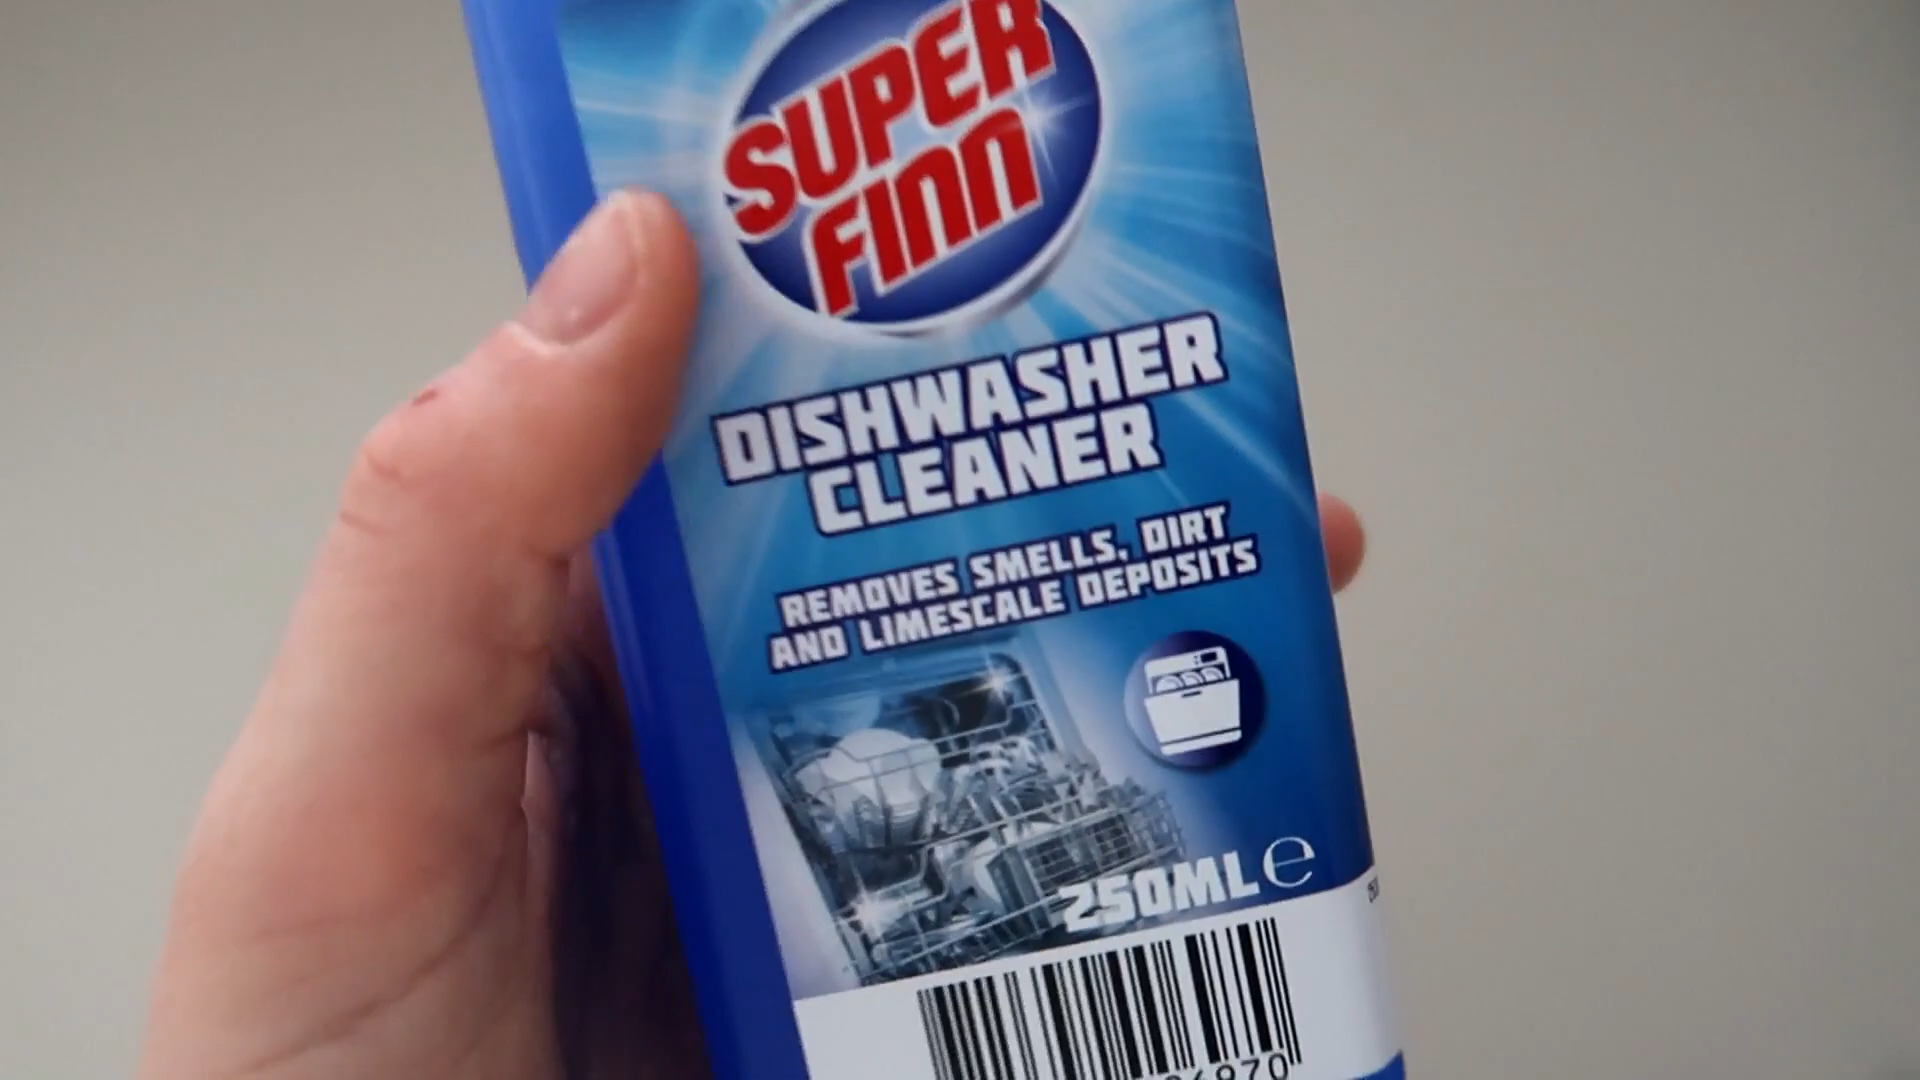 SUPER
FINN
DISHWASHER
CLEANER
REMOVES SMELLS, DIRT
AND LIMESCALE DEPOSITS
250ML e